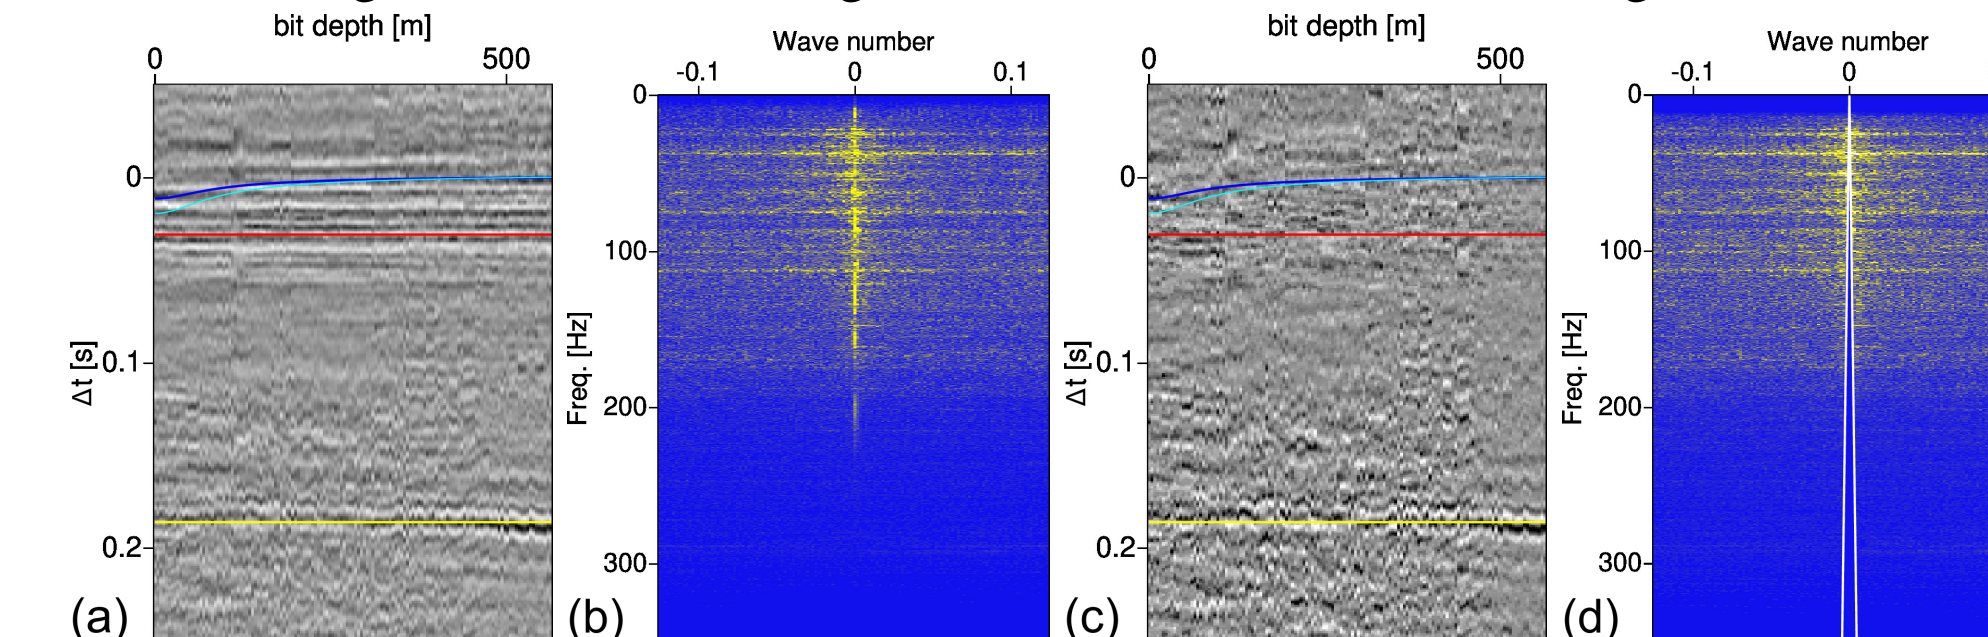 bit depth [m]
0 500
0
0.1
0.2
Δt [s]
(a)
Wave number
-0.1 0 0.1
0
100
200
300
Freq. [Hz]
(b)
bit depth [m]
0 500
0
0.1
0.2
Δt [s]
(c)
Wave number
-0.1 0
0
100
200
300
Freq. [Hz]
(d)